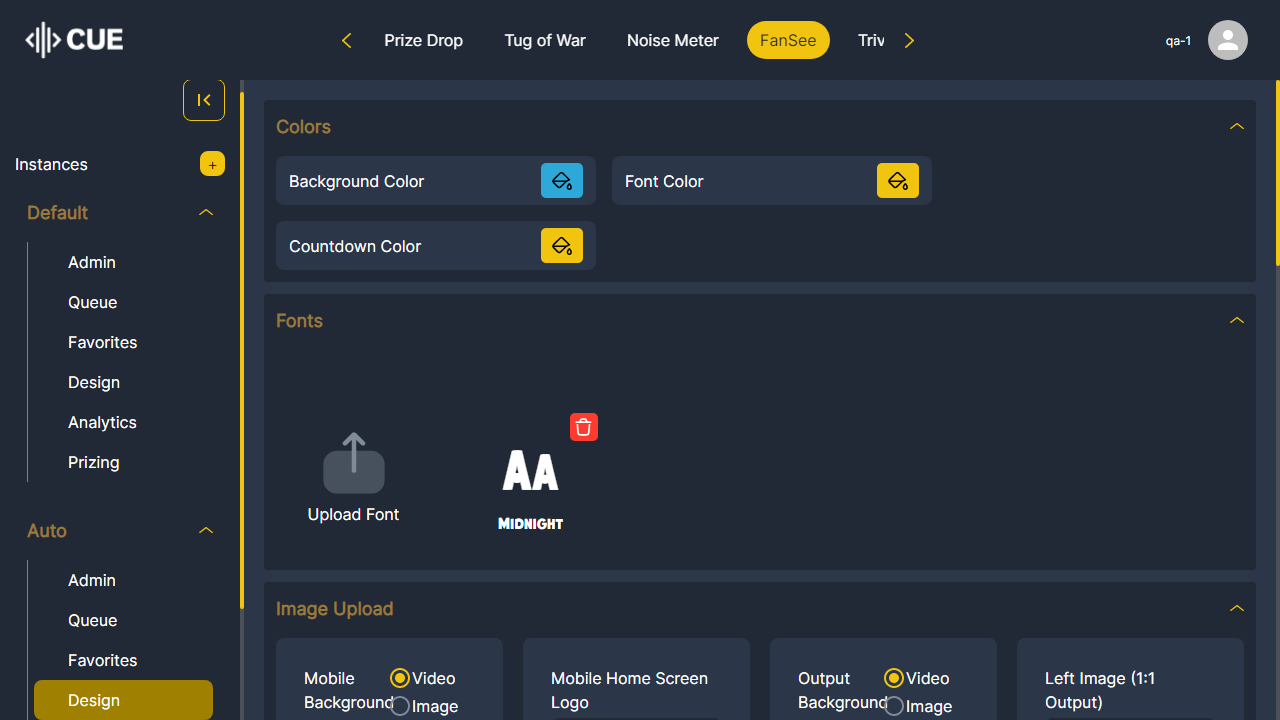 CUE
Prize Drop
Tug of War
Noise Meter
FanSee
Triv
qa-1
Instances
+
Default
Admin
Queue
Favorites
Design
Analytics
Prizing
Auto
Admin
Queue
Favorites
Design
Colors
Background Color
Font Color
Countdown Color
Fonts
Upload Font
AA
MIDNIGHT
Image Upload
Mobile
Background
Video
Image
Mobile Home Screen
Logo
Output
Background
Video
Image
Left Image (1:1
Output)